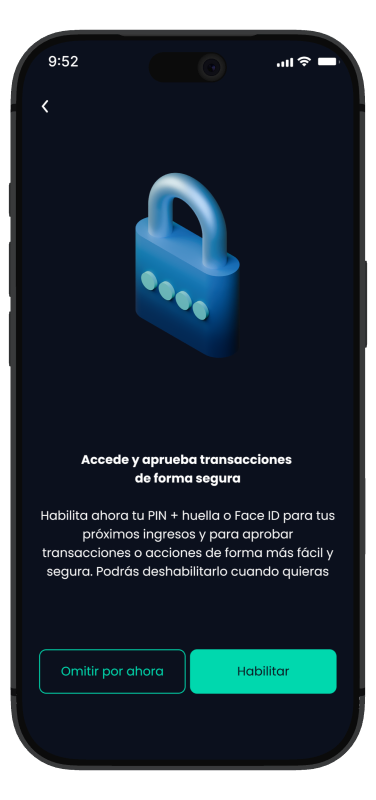 9:52
Accede y aprueba transacciones
de forma segura
Habilita ahora tu PIN + huella o Face ID para tus
próximos ingresos y para aprobar
transacciones o acciones de forma más fácil y
segura. Podrás deshabilitarlo cuando quieras
Omitir por ahora
Habilitar